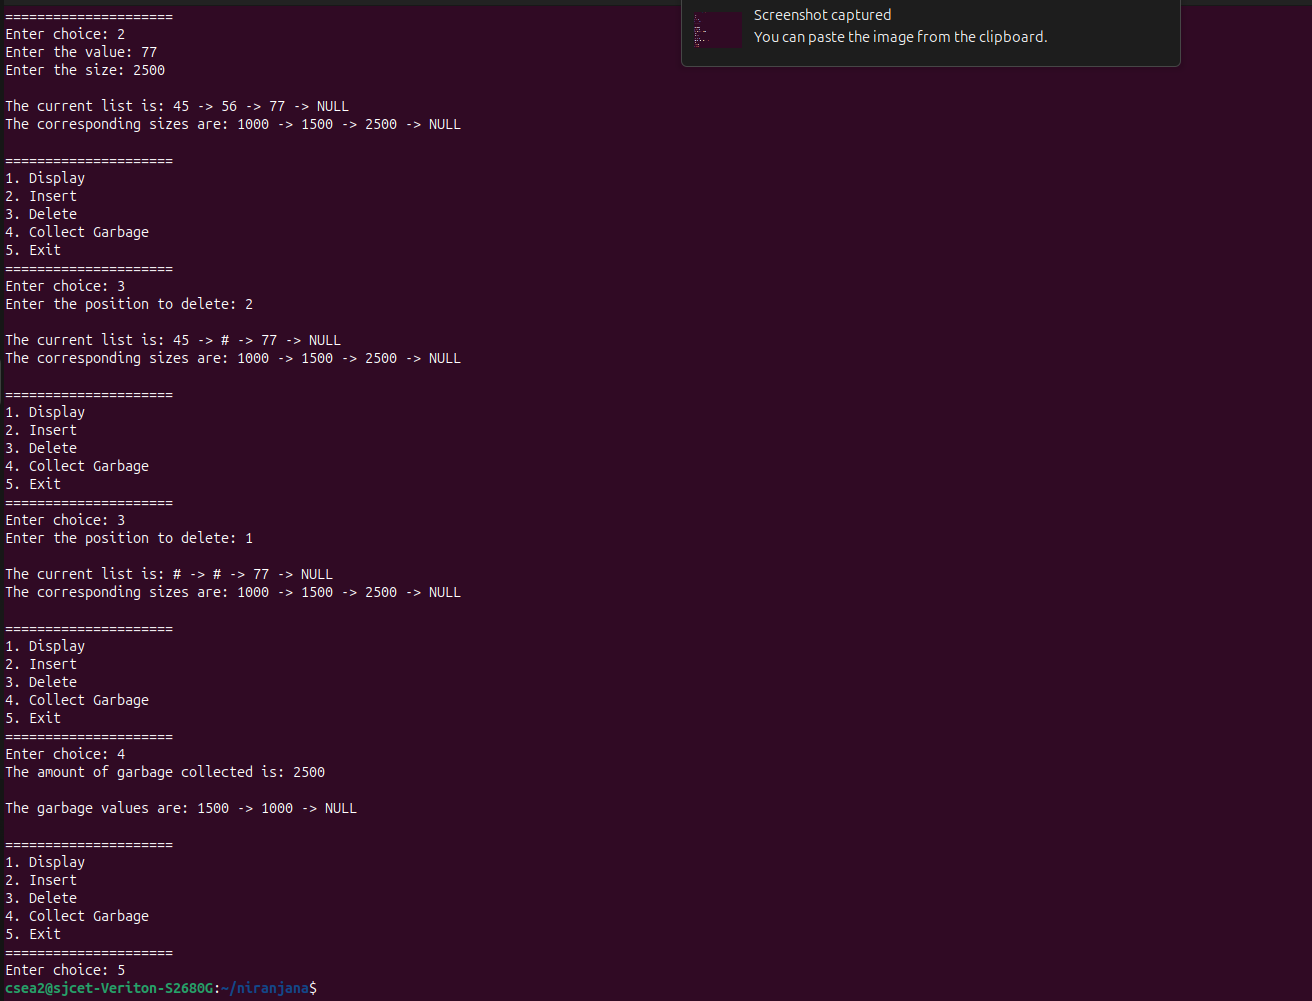 =====================
Enter choice: 2
Enter the value: 77
Enter the size: 2500
Screenshot captured
You can paste the image from the clipboard.
The current list is: 45 -> 56 -> 77 -> NULL
The corresponding sizes are: 1000 -> 1500 -> 2500 -> NULL
=====================
1. Display
2. Insert
3. Delete
4. Collect Garbage
5. Exit
=====================
Enter choice: 3
Enter the position to delete: 2
The current list is: 45 -> # -> 77 -> NULL
The corresponding sizes are: 1000 -> 1500 -> 2500 -> NULL
=====================
1. Display
2. Insert
3. Delete
4. Collect Garbage
5. Exit
=====================
Enter choice: 3
Enter the position to delete: 1
The current list is: # -> # -> 77 -> NULL
The corresponding sizes are: 1000 -> 1500 -> 2500 -> NULL
=====================
1. Display
2. Insert
3. Delete
4. Collect Garbage
5. Exit
=====================
Enter choice: 4
The amount of garbage collected is: 2500
The garbage values are: 1500 -> 1000 -> NULL
=====================
1. Display
2. Insert
3. Delete
4. Collect Garbage
5. Exit
=====================
Enter choice: 5
csea2@sjcet-Veriton-S2680G:~/niranjana$